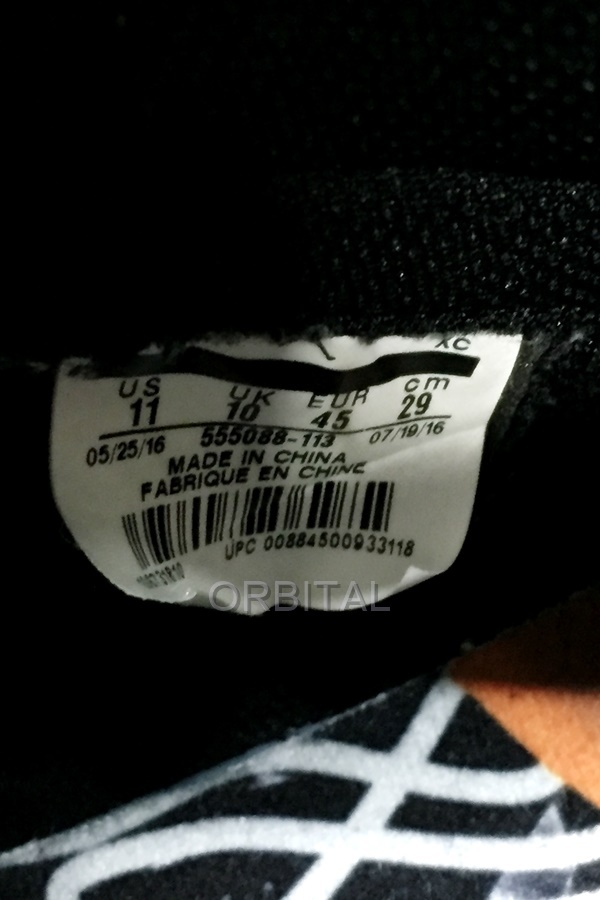 XC
US UK EUR cm
11 10 45 29
05/25/16 555088-113 07/19/16
MADE IN CHINA
FABRIQUE EN CHINE
UPC 00884500933118
ORBITAL